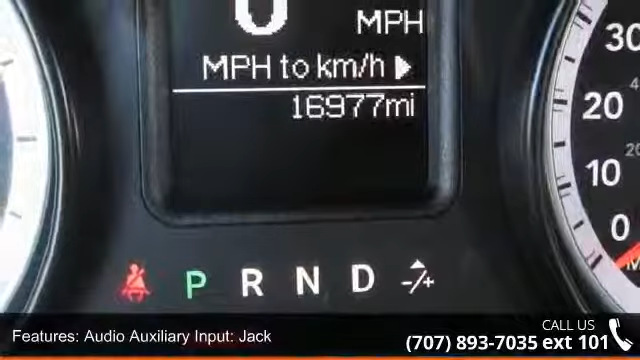 0 MPH
MPH to km/h
16977mi
30
20
10
0
P R N D -/+
Features: Audio Auxiliary Input: Jack
CALL US
(707) 893-7035 ext 101